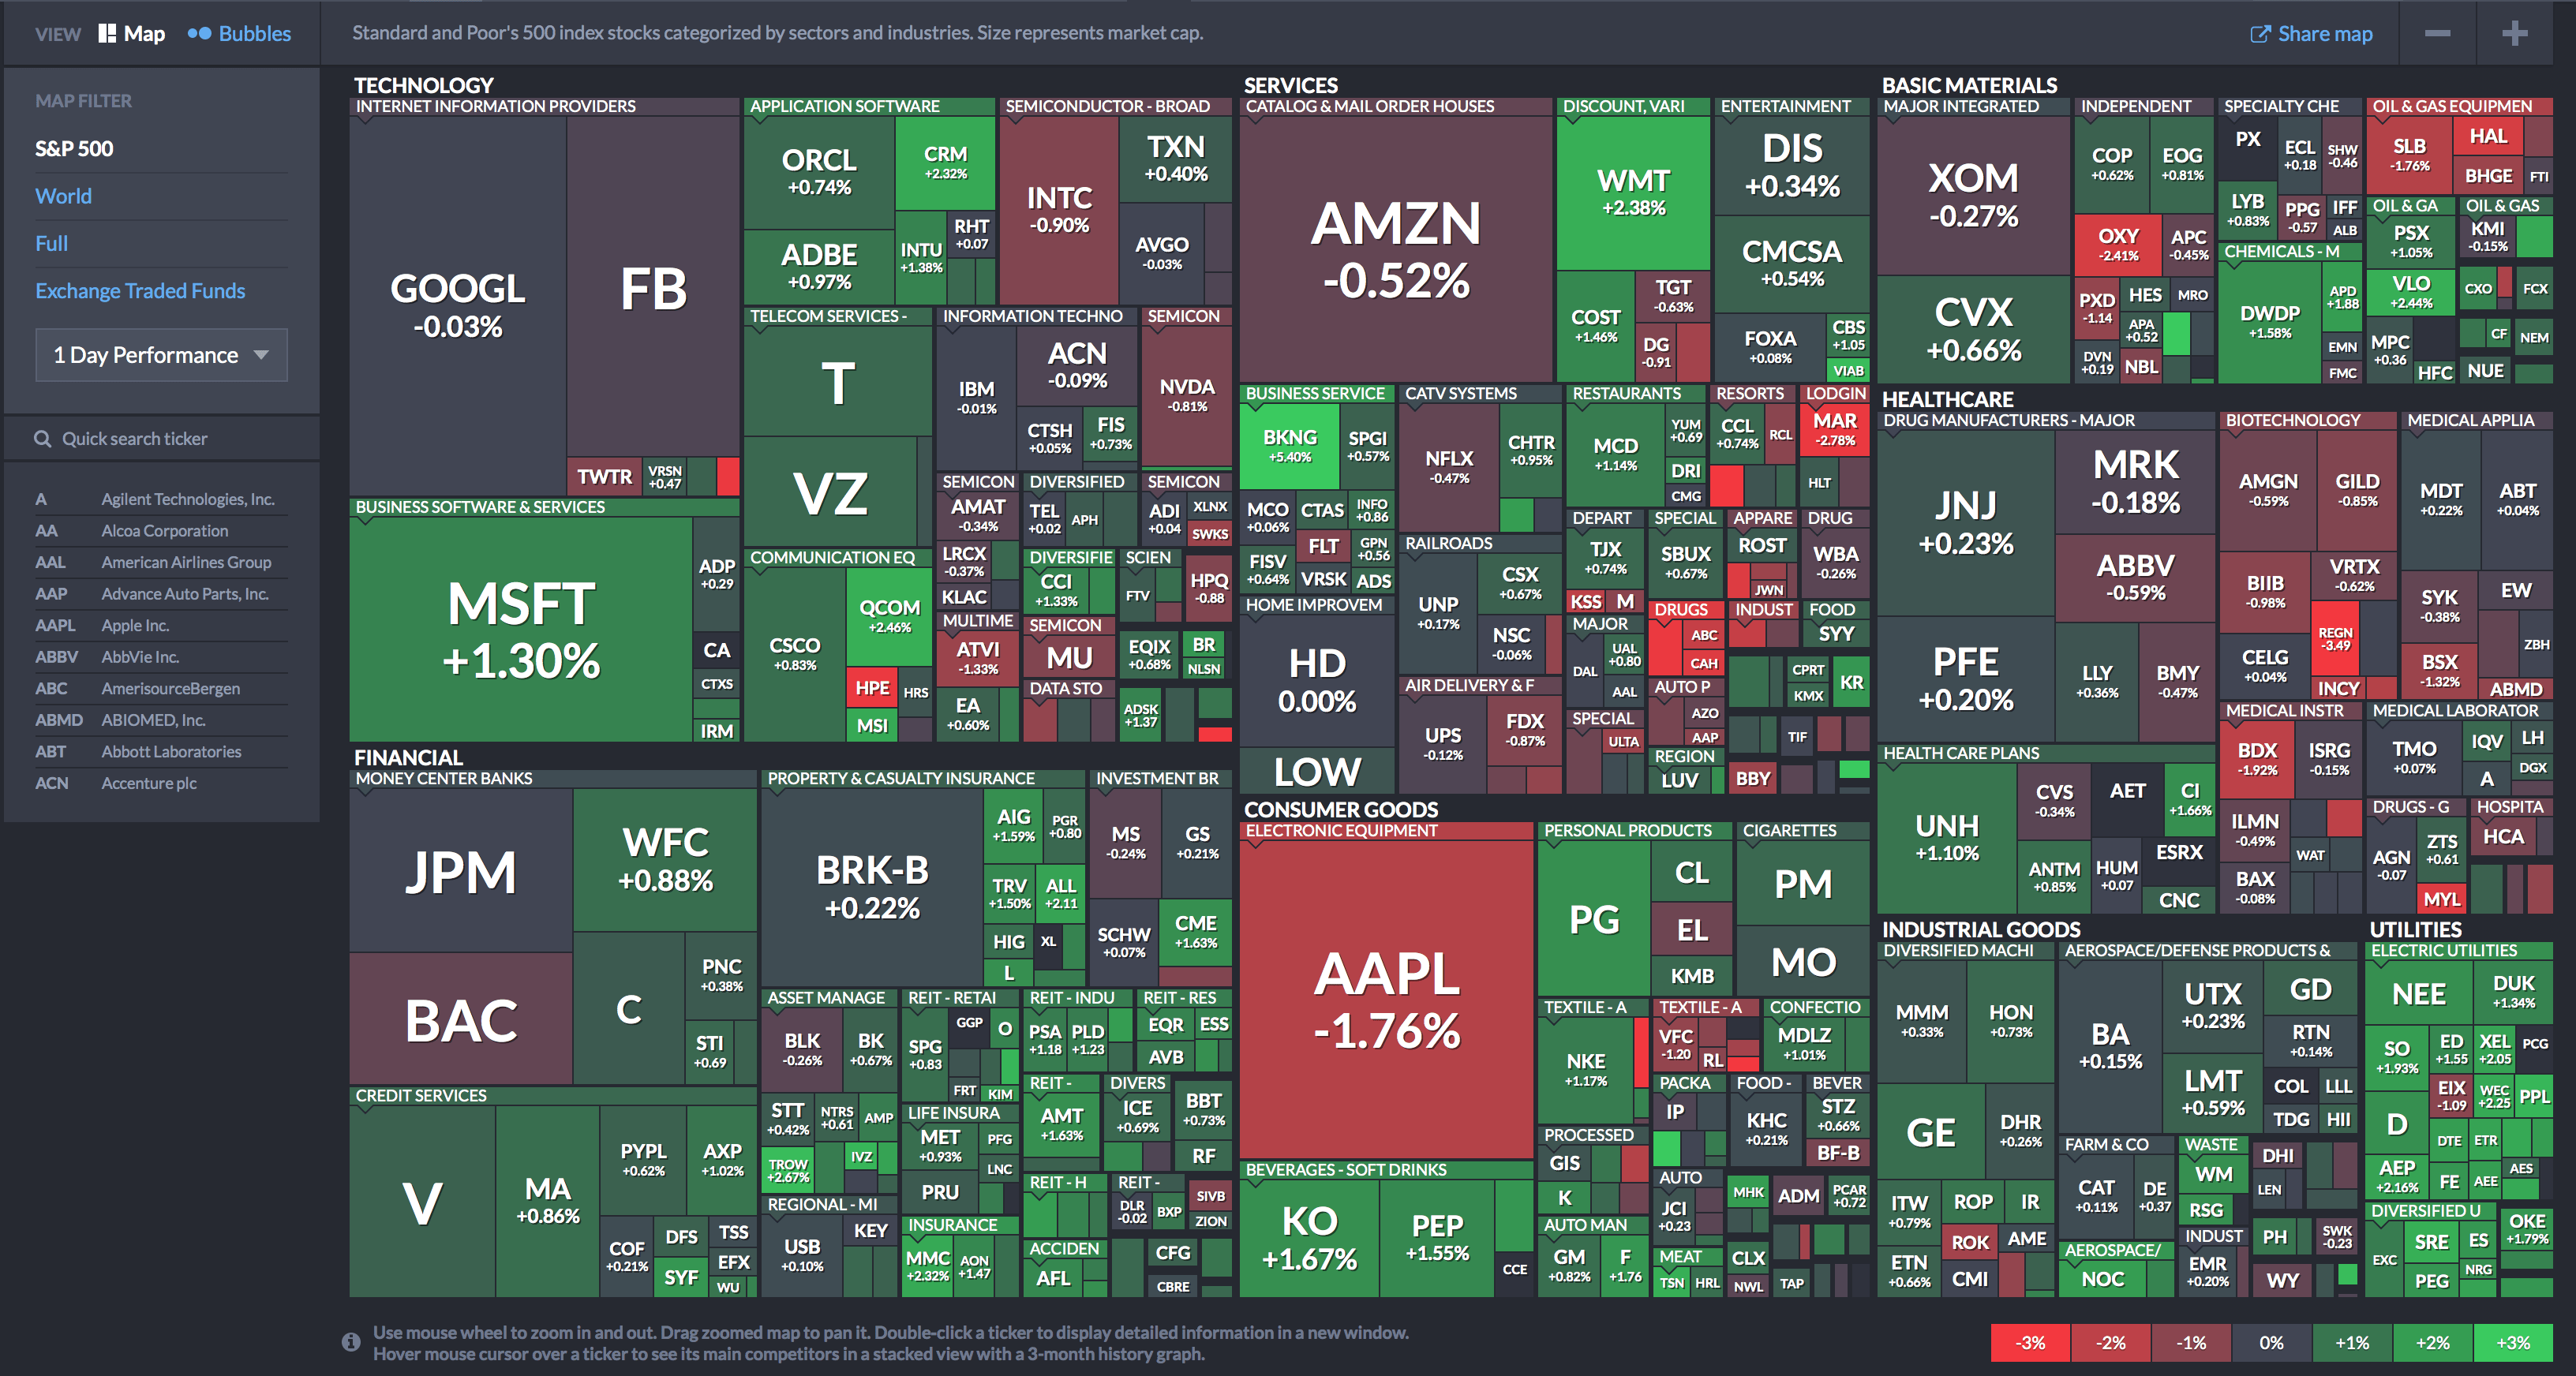 VIEW Map Bubbles
Standard and Poor's 500 index stocks categorized by sectors and industries. Size represents market cap.
Share map
MAP FILTER
S&P 500
World
Full
Exchange Traded Funds
1 Day Performance
Quick search ticker
A Agilent Technologies, Inc.
AA Alcoa Corporation
AAL American Airlines Group
AAP Advance Auto Parts, Inc.
AAPL Apple Inc.
ABBV AbbVie Inc.
ABC AmerisourceBergen
ABMD ABIOMED, Inc.
ABT Abbott Laboratories
ACN Accenture plc
TECHNOLOGY
INTERNET INFORMATION PROVIDERS
GOOGL
-0.03%
FB
TWTR
VRSN
+0.47
APPLICATION SOFTWARE
ORCL
+0.74%
CRM
+2.32%
ADBE
+0.97%
INTU
+1.38%
RHT
+0.07
SEMICONDUCTOR - BROAD
INTC
-0.90%
TXN
+0.40%
AVGO
-0.03%
BUSINESS SOFTWARE & SERVICES
MSFT
+1.30%
ADP
+0.29
CA
CTXS
IRM
TELECOM SERVICES -
T
VZ
INFORMATION TECHNO
IBM
-0.01%
ACN
-0.09%
CTSH
+0.05%
FIS
+0.73%
SEMICON
NVDA
-0.81%
COMMUNICATION EQ
CSCO
+0.83%
QCOM
+2.46%
HPE
HRS
MSI
SEMICON
AMAT
-0.34%
LRCX
-0.37%
KLAC
DIVERSIFIED
TEL
+0.02
APH
SEMICON
ADI
+0.04
XLNX
SWKS
DIVERSIFIE
CCI
+1.33%
SCIEN
FTV
HPQ
-0.88
MULTIME
ATVI
-1.33%
EA
+0.60%
SEMICON
MU
EQIX
+0.68%
BR
NLSN
DATA STO
ADSK
+1.37
FINANCIAL
MONEY CENTER BANKS
JPM
WFC
+0.88%
BAC
C
PNC
+0.38%
STI
+0.69
CREDIT SERVICES
V
MA
+0.86%
PYPL
+0.62%
AXP
+1.02%
COF
+0.21%
DFS
SYF
TSS
EFX
WU
PROPERTY & CASUALTY INSURANCE
BRK-B
+0.22%
AIG
+1.59%
PGR
+0.80
TRV
+1.50%
ALL
+2.11
HIG
XL
L
INVESTMENT BR
MS
-0.24%
GS
+0.21%
SCHW
+0.07%
CME
+1.63%
ASSET MANAGE
BLK
-0.26%
BK
+0.67%
STT
+0.42%
NTRS
+0.61
AMP
TROW
+2.67%
IVZ
REGIONAL - MI
USB
+0.10%
KEY
REIT - RETAI
SPG
+0.83
GGP
O
FRT
KIM
LIFE INSURA
MET
+0.93%
PFG
LNC
PRU
INSURANCE
MMC
+2.32%
AON
+1.47
REIT - INDU
PSA
+1.18
PLD
+1.23
REIT - RES
EQR
ESS
AVB
REIT -
AMT
+1.63%
DIVERS
ICE
+0.69%
BBT
+0.73%
RF
REIT - H
REIT -
DLR
-0.02
BXP
SIVB
ZION
ACCIDEN
AFL
CFG
CBRE
SERVICES
CATALOG & MAIL ORDER HOUSES
AMZN
-0.52%
DISCOUNT, VARI
WMT
+2.38%
COST
+1.46%
TGT
-0.63%
DG
-0.91
ENTERTAINMENT
DIS
+0.34%
CMCSA
+0.54%
FOXA
+0.08%
CBS
+1.05
VIAB
BUSINESS SERVICE
BKNG
+5.40%
SPGI
+0.57%
MCO
+0.06%
CTAS
INFO
+0.86
FISV
+0.64%
FLT
GPN
+0.56
VRSK
ADS
CATV SYSTEMS
NFLX
-0.47%
CHTR
+0.95%
RESTAURANTS
MCD
+1.14%
YUM
+0.69
DRI
CMG
RESORTS
CCL
+0.74%
RCL
LODGIN
MAR
-2.78%
HLT
HOME IMPROVEM
HD
0.00%
LOW
RAILROADS
UNP
+0.17%
CSX
+0.67%
NSC
-0.06%
AIR DELIVERY & F
UPS
-0.12%
FDX
-0.87%
DEPART
TJX
+0.74%
KSS
M
SPECIAL
SBUX
+0.67%
APPARE
ROST
JWN
DRUG
WBA
-0.26%
MAJOR
DAL
UAL
+0.80
AAL
DRUGS
ABC
CAH
INDUST
FOOD
SYY
SPECIAL
ULTA
AUTO P
AZO
AAP
CPRT
KMX
KR
TIF
REGION
LUV
BBY
CONSUMER GOODS
ELECTRONIC EQUIPMENT
AAPL
-1.76%
BEVERAGES - SOFT DRINKS
KO
+1.67%
PEP
+1.55%
CCE
PERSONAL PRODUCTS
PG
CL
EL
KMB
CIGARETTES
PM
MO
TEXTILE - A
NKE
+1.17%
TEXTILE - A
VFC
-1.20
RL
CONFECTIO
MDLZ
+1.01%
PROCESSED
GIS
K
PACKA
IP
FOOD -
KHC
+0.21%
BEVER
STZ
+0.66%
BF-B
AUTO MAN
GM
+0.82%
F
+1.76
AUTO
JCI
+0.23
MHK
ADM
PCAR
+0.72
MEAT
TSN
HRL
CLX
NWL
TAP
BASIC MATERIALS
MAJOR INTEGRATED
XOM
-0.27%
CVX
+0.66%
INDEPENDENT
COP
+0.62%
EOG
+0.81%
OXY
-2.41%
APC
-0.45%
PXD
-1.14
HES
MRO
APA
+0.52
DVN
+0.19
NBL
SPECIALTY CHE
PX
ECL
+0.18
SHW
-0.46
LYB
+0.83%
PPG
-0.57
IFF
ALB
CHEMICALS - M
DWDP
+1.58%
APD
+1.88
EMN
FMC
OIL & GAS EQUIPMEN
SLB
-1.76%
HAL
BHGE
FTI
OIL & GA
PSX
+1.05%
VLO
+2.44%
MPC
+0.36
HFC
OIL & GAS
KMI
-0.15%
CXO
FCX
CF
NEM
NUE
HEALTHCARE
DRUG MANUFACTURERS - MAJOR
JNJ
+0.23%
MRK
-0.18%
ABBV
-0.59%
PFE
+0.20%
LLY
+0.36%
BMY
-0.47%
BIOTECHNOLOGY
AMGN
-0.59%
GILD
-0.85%
BIIB
-0.98%
VRTX
-0.62%
REGN
-3.49
CELG
+0.04%
INCY
MEDICAL APPLIA
MDT
+0.22%
ABT
+0.04%
SYK
-0.38%
EW
ZBH
BSX
-1.32%
ABMD
HEALTH CARE PLANS
UNH
+1.10%
CVS
-0.34%
AET
CI
+1.66%
ANTM
+0.85%
HUM
+0.07
ESRX
CNC
MEDICAL INSTR
BDX
-1.92%
ISRG
-0.15%
ILMN
-0.49%
WAT
BAX
-0.08%
MEDICAL LABORATOR
TMO
+0.07%
IQV
LH
A
DGX
DRUGS - G
AGN
-0.07
ZTS
+0.61
MYL
HOSPITA
HCA
INDUSTRIAL GOODS
DIVERSIFIED MACHI
MMM
+0.33%
HON
+0.73%
GE
DHR
+0.26%
ITW
+0.79%
ROP
IR
ROK
AME
ETN
+0.66%
CMI
AEROSPACE/DEFENSE PRODUCTS &
BA
+0.15%
UTX
+0.23%
GD
RTN
+0.14%
LMT
+0.59%
COL
LLL
TDG
HII
FARM & CO
CAT
+0.11%
DE
+0.37
WASTE
WM
RSG
DHI
LEN
AEROSPACE/
NOC
INDUST
EMR
+0.20%
PH
SWK
-0.23
WY
UTILITIES
ELECTRIC UTILITIES
NEE
DUK
+1.34%
SO
+1.93%
ED
+1.55
XEL
+2.05
PCG
EIX
-1.09
WEC
+2.25
PPL
D
DTE
ETR
AEP
+2.16%
FE
AEE
AES
DIVERSIFIED U
EXC
SRE
ES
PEG
NRG
OKE
+1.79%
Use mouse wheel to zoom in and out. Drag zoomed map to pan it. Double-click a ticker to display detailed information in a new window.
Hover mouse cursor over a ticker to see its main competitors in a stacked view with a 3-month history graph.
-3% -2% -1% 0% +1% +2% +3%